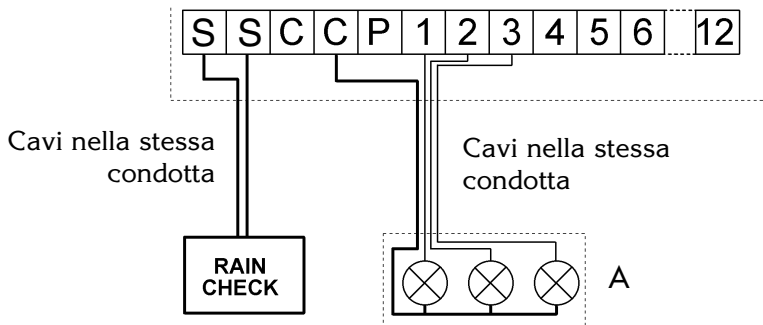 S S C C P 1 2 3 4 5 6 12
Cavi nella stessa
condotta
Cavi nella stessa
condotta
RAIN
CHECK
A